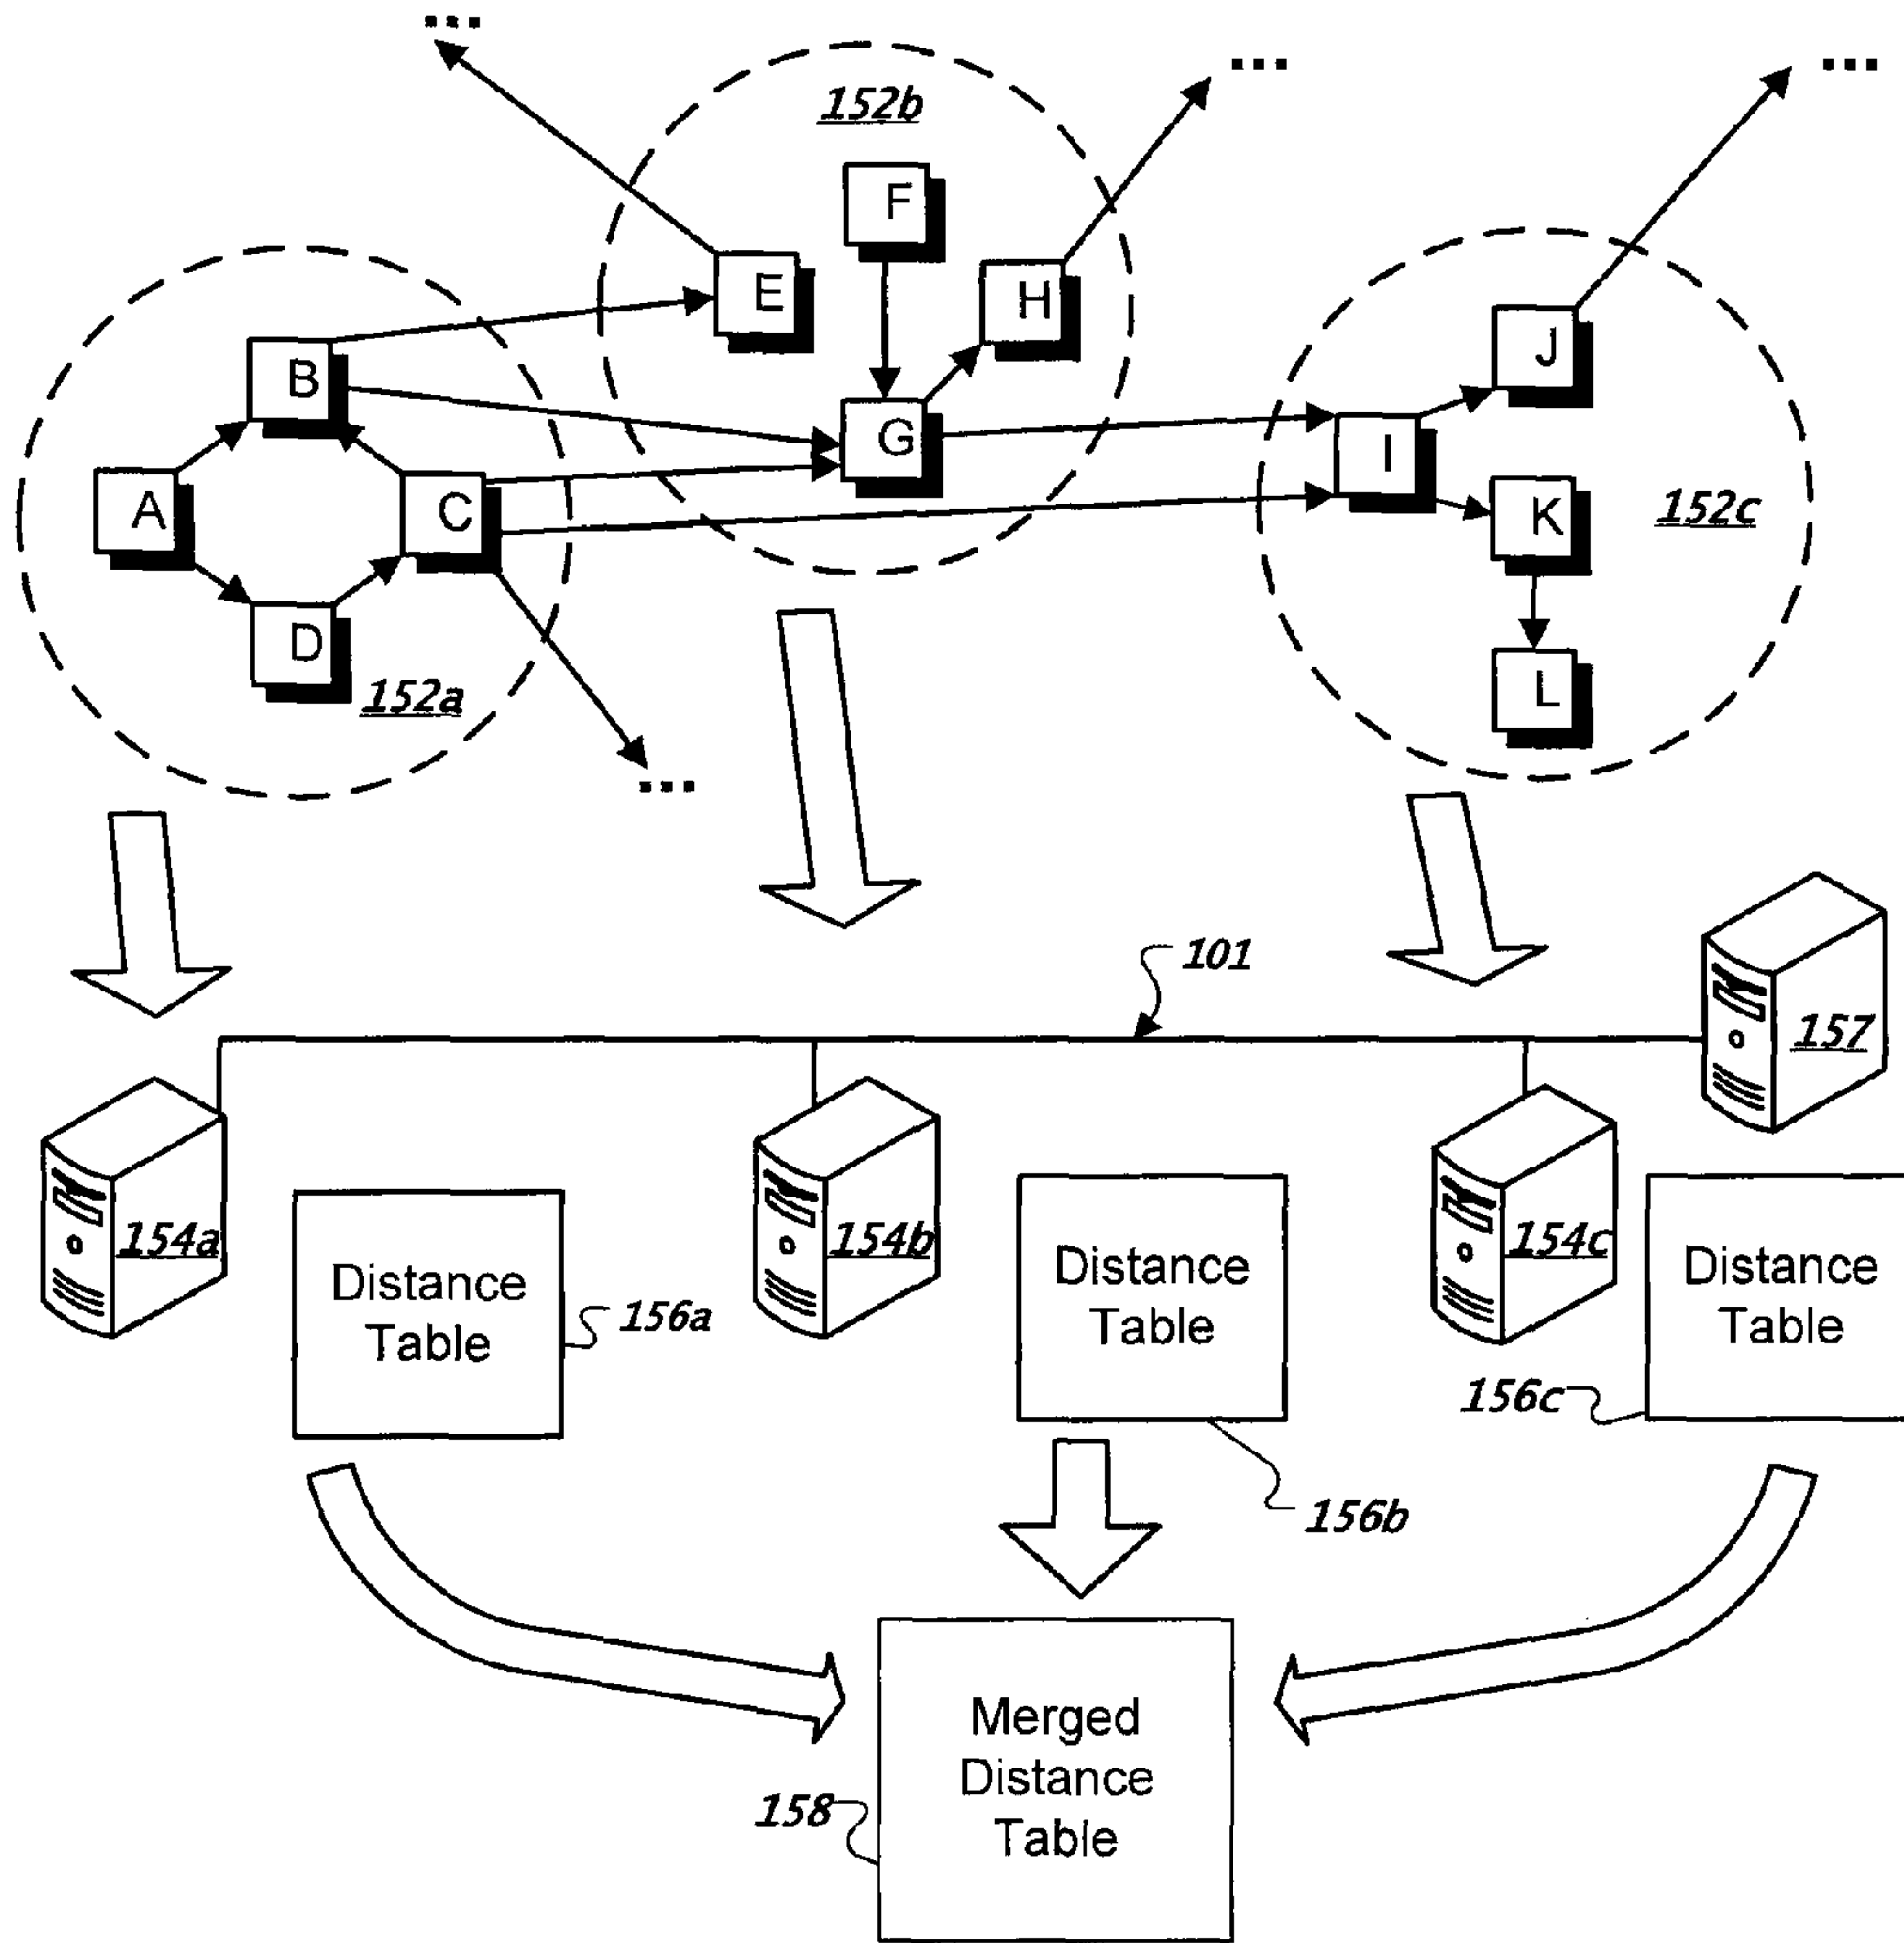 ...
...
...
152b
F
E
H
B
J
G
I
A
C
K
152c
D
L
152a
...
101
157
154a
154b
154c
Distance
Table
156a
Distance
Table
Distance
Table
156c
156b
Merged
Distance
Table
158